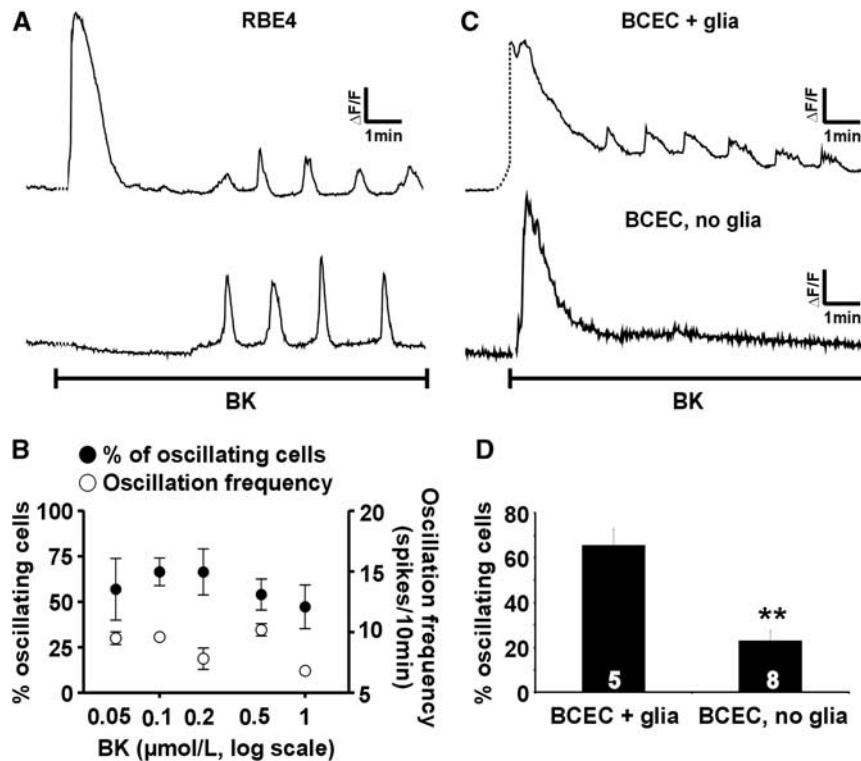 A
RBE4
ΔF/F
1min
BK
C
BCEC + glia
ΔF/F
1min
BCEC, no glia
ΔF/F
1min
BK
B
% of oscillating cells
Oscillation frequency
% oscillating cells
100
75
50
25
0
20
15
10
5
Oscillation frequency
(spikes/10min)
0.05 0.1 0.2 0.5 1
BK (µmol/L, log scale)
D
% oscillating cells
80
60
40
20
0
**
5
8
BCEC + glia
BCEC, no glia